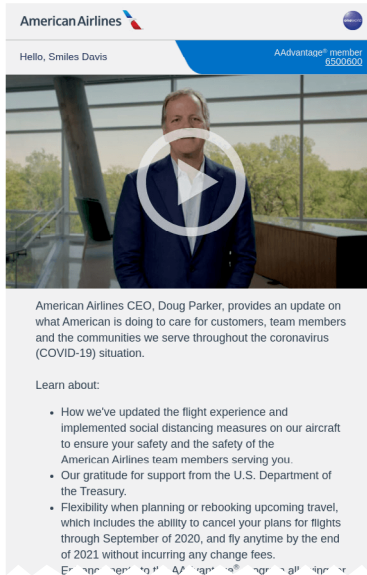 American Airlines
oneworld
Hello, Smiles Davis
AAdvantage® member
6500600
American Airlines CEO, Doug Parker, provides an update on
what American is doing to care for customers, team members
and the communities we serve throughout the coronavirus
(COVID-19) situation.
Learn about:
• How we've updated the flight experience and
implemented social distancing measures on our aircraft
to ensure your safety and the safety of the
American Airlines team members serving you.
• Our gratitude for support from the U.S. Department of
the Treasury.
• Flexibility when planning or rebooking upcoming travel,
which includes the ability to cancel your plans for flights
through September of 2020, and fly anytime by the end
of 2021 without incurring any change fees.
to the AAdvantage®